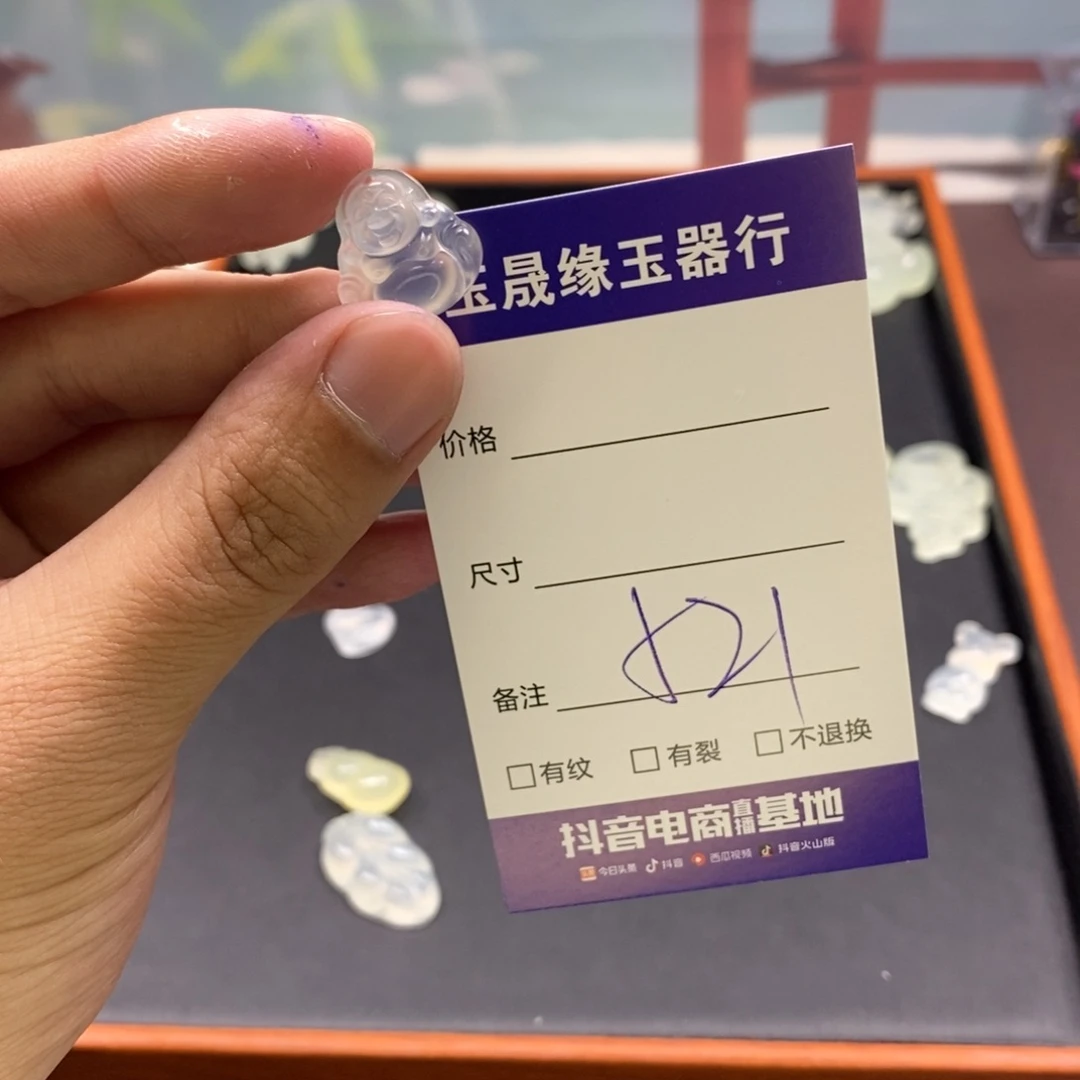 晟缘玉器行
价格
尺寸
备注
有纹 有裂 不退换
抖音电商直播基地
今日头条 抖音 西瓜视频 抖音火山版